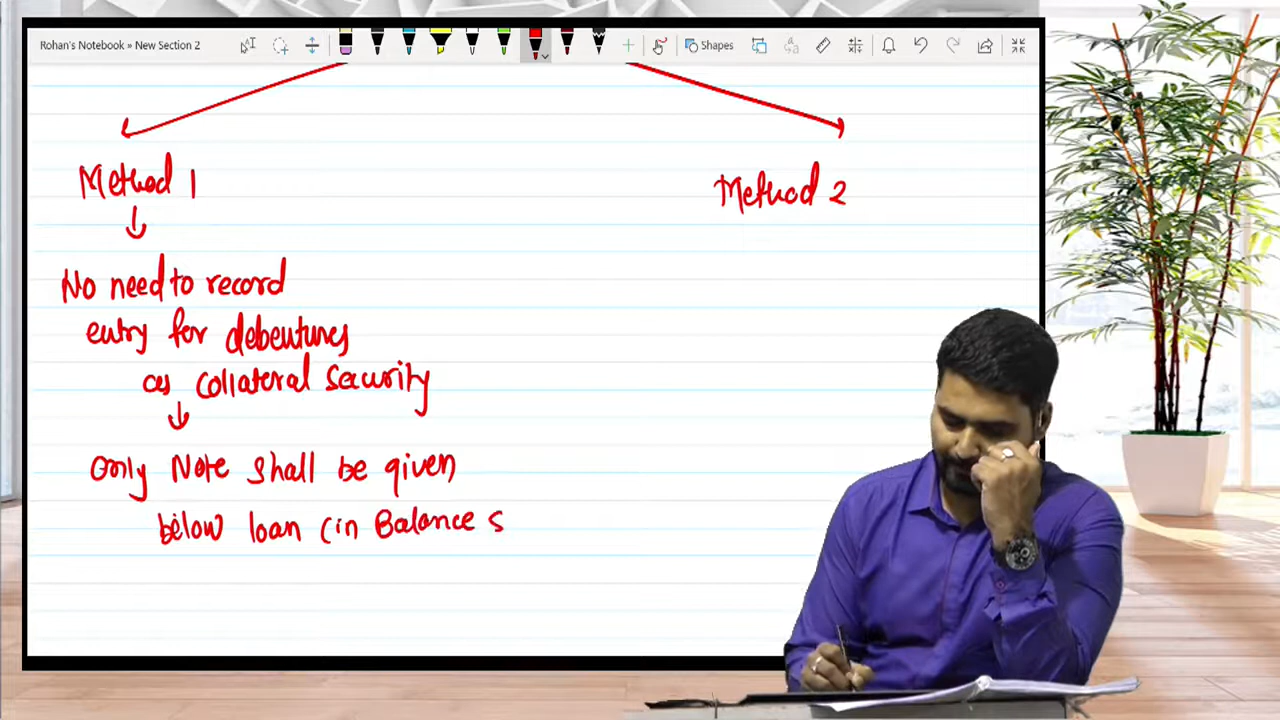 Rohan's Notebook » New Section 2
Shapes
Method 1
Method 2
No need to record
entry for debentures
as Collateral Security
only Note shall be given
below loan (in Balance S